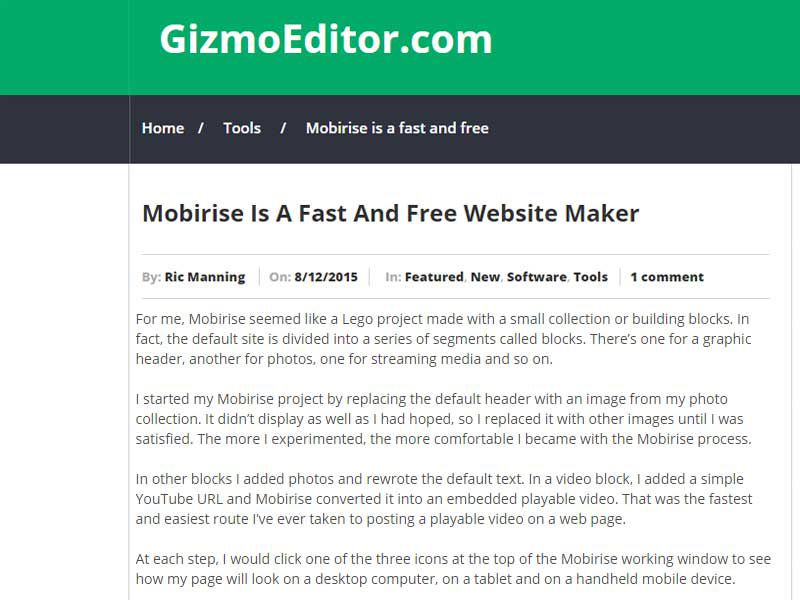 GizmoEditor.com
Home / Tools / Mobirise is a fast and free
Mobirise Is A Fast And Free Website Maker
By: Ric Manning On: 8/12/2015 In: Featured, New, Software, Tools 1 comment
For me, Mobirise seemed like a Lego project made with a small collection or building blocks. In
fact, the default site is divided into a series of segments called blocks. There’s one for a graphic
header, another for photos, one for streaming media and so on.
I started my Mobirise project by replacing the default header with an image from my photo
collection. It didn’t display as well as I had hoped, so I replaced it with other images until I was
satisfied. The more I experimented, the more comfortable I became with the Mobirise process.
In other blocks I added photos and rewrote the default text. In a video block, I added a simple
YouTube URL and Mobirise converted it into an embedded playable video. That was the fastest
and easiest route I've ever taken to posting a playable video on a web page.
At each step, I would click one of the three icons at the top of the Mobirise working window to see
how my page will look on a desktop computer, on a tablet and on a handheld mobile device.